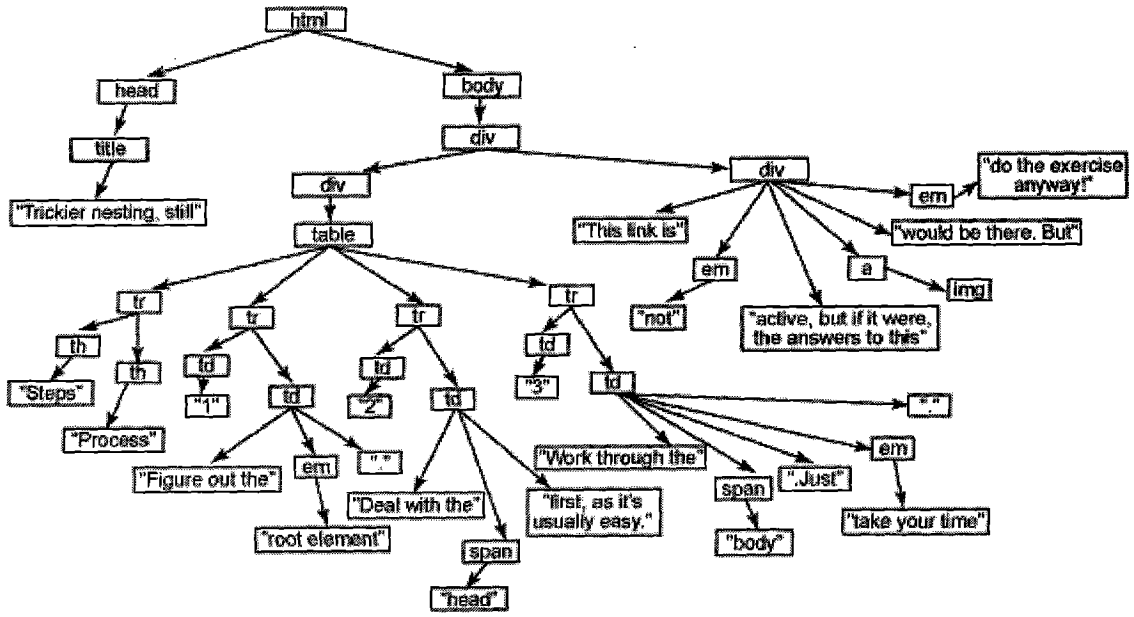 html
head
body
title
div
"Trickier nesting, still"
div
div
em
"do the exercise
anyway!"
table
"This link is"
"would be there. But"
em
a
img
"not"
"active, but if it were,
the answers to this"
tr
tr
tr
tr
th
th
td
td
td
"Steps"
"1"
td
"2"
td
"3"
td
"."
"Process"
"Figure out the"
em
"."
"Deal with the"
"first, as it's
usually easy."
"Work through the"
span
".Just"
em
"root element"
span
"body"
"take your time"
"head"